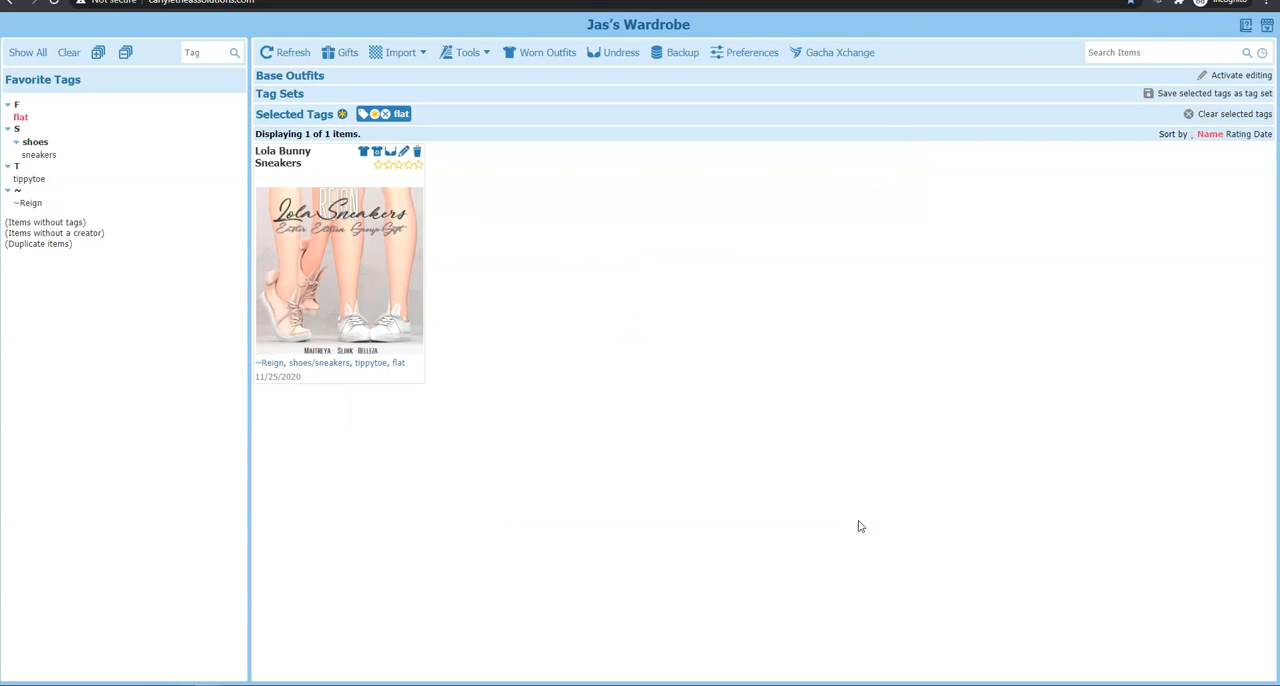 Not secure
Incognito
Jas's Wardrobe
Show All Clear Tag
Refresh Gifts Import Tools Worn Outfits Undress Backup Preferences Gacha Xchange Search Items
Favorite Tags
F
flat
S
shoes
sneakers
T
tippytoe
~
~Reign
(Items without tags)
(Items without a creator)
(Duplicate items)
Base Outfits Activate editing
Tag Sets Save selected tags as tag set
Selected Tags flat Clear selected tags
Displaying 1 of 1 items. Sort by ↓ Name Rating Date
Lola Bunny
Sneakers
REIGN
Lola Sneakers
Easter Edition Group Gift
MAITREYA · SLINK · BELLEZA
~Reign, shoes/sneakers, tippytoe, flat
11/25/2020